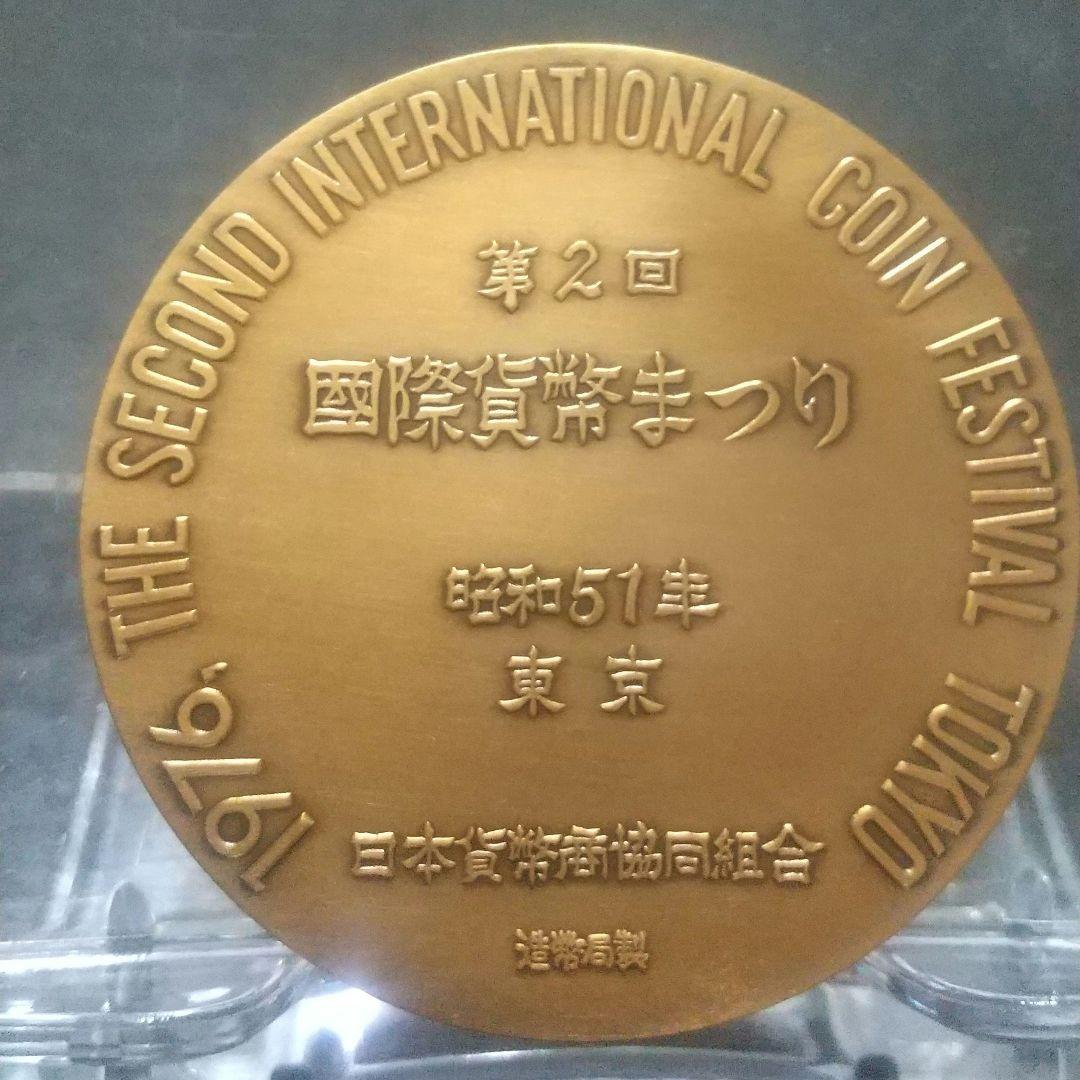 1976, THE SECOND INTERNATIONAL COIN FESTIVAL TOKYO
第2回
國際貨幣まつり
昭和51年
東京
日本貨幣商協同組合
造幣局製